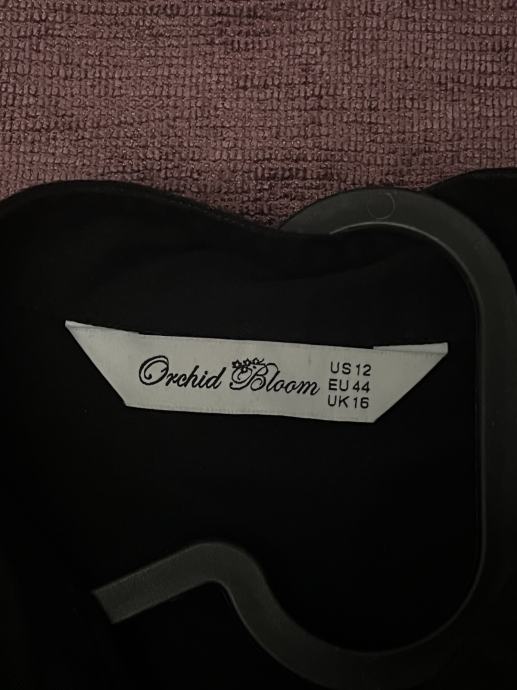 Orchid Bloom
US 12
EU 44
UK 16